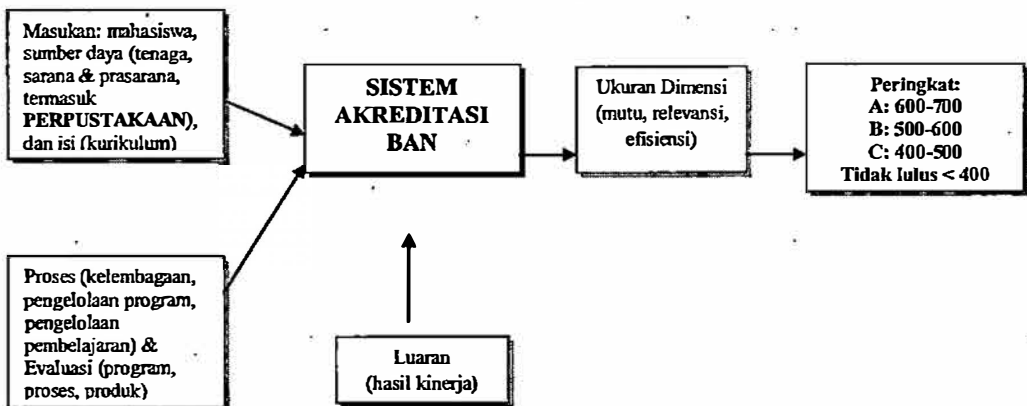 Masukan: mahasiswa,
sumber daya (tenaga,
sarana & prasarana,
termasuk
PERPUSTAKAAN),
dan isi (kurikulum)
SISTEM
AKREDITASI
BAN
Ukuran Dimensi
(mutu, relevansi,
efisiensi)
Peringkat:
A: 600-700
B: 500-600
C: 400-500
Tidak lulus < 400
Proses (kelembagaan,
pengelolaan program,
pengelolaan
pembelajaran) &
Evaluasi (program,
proses, produk)
Luaran
(hasil kinerja)